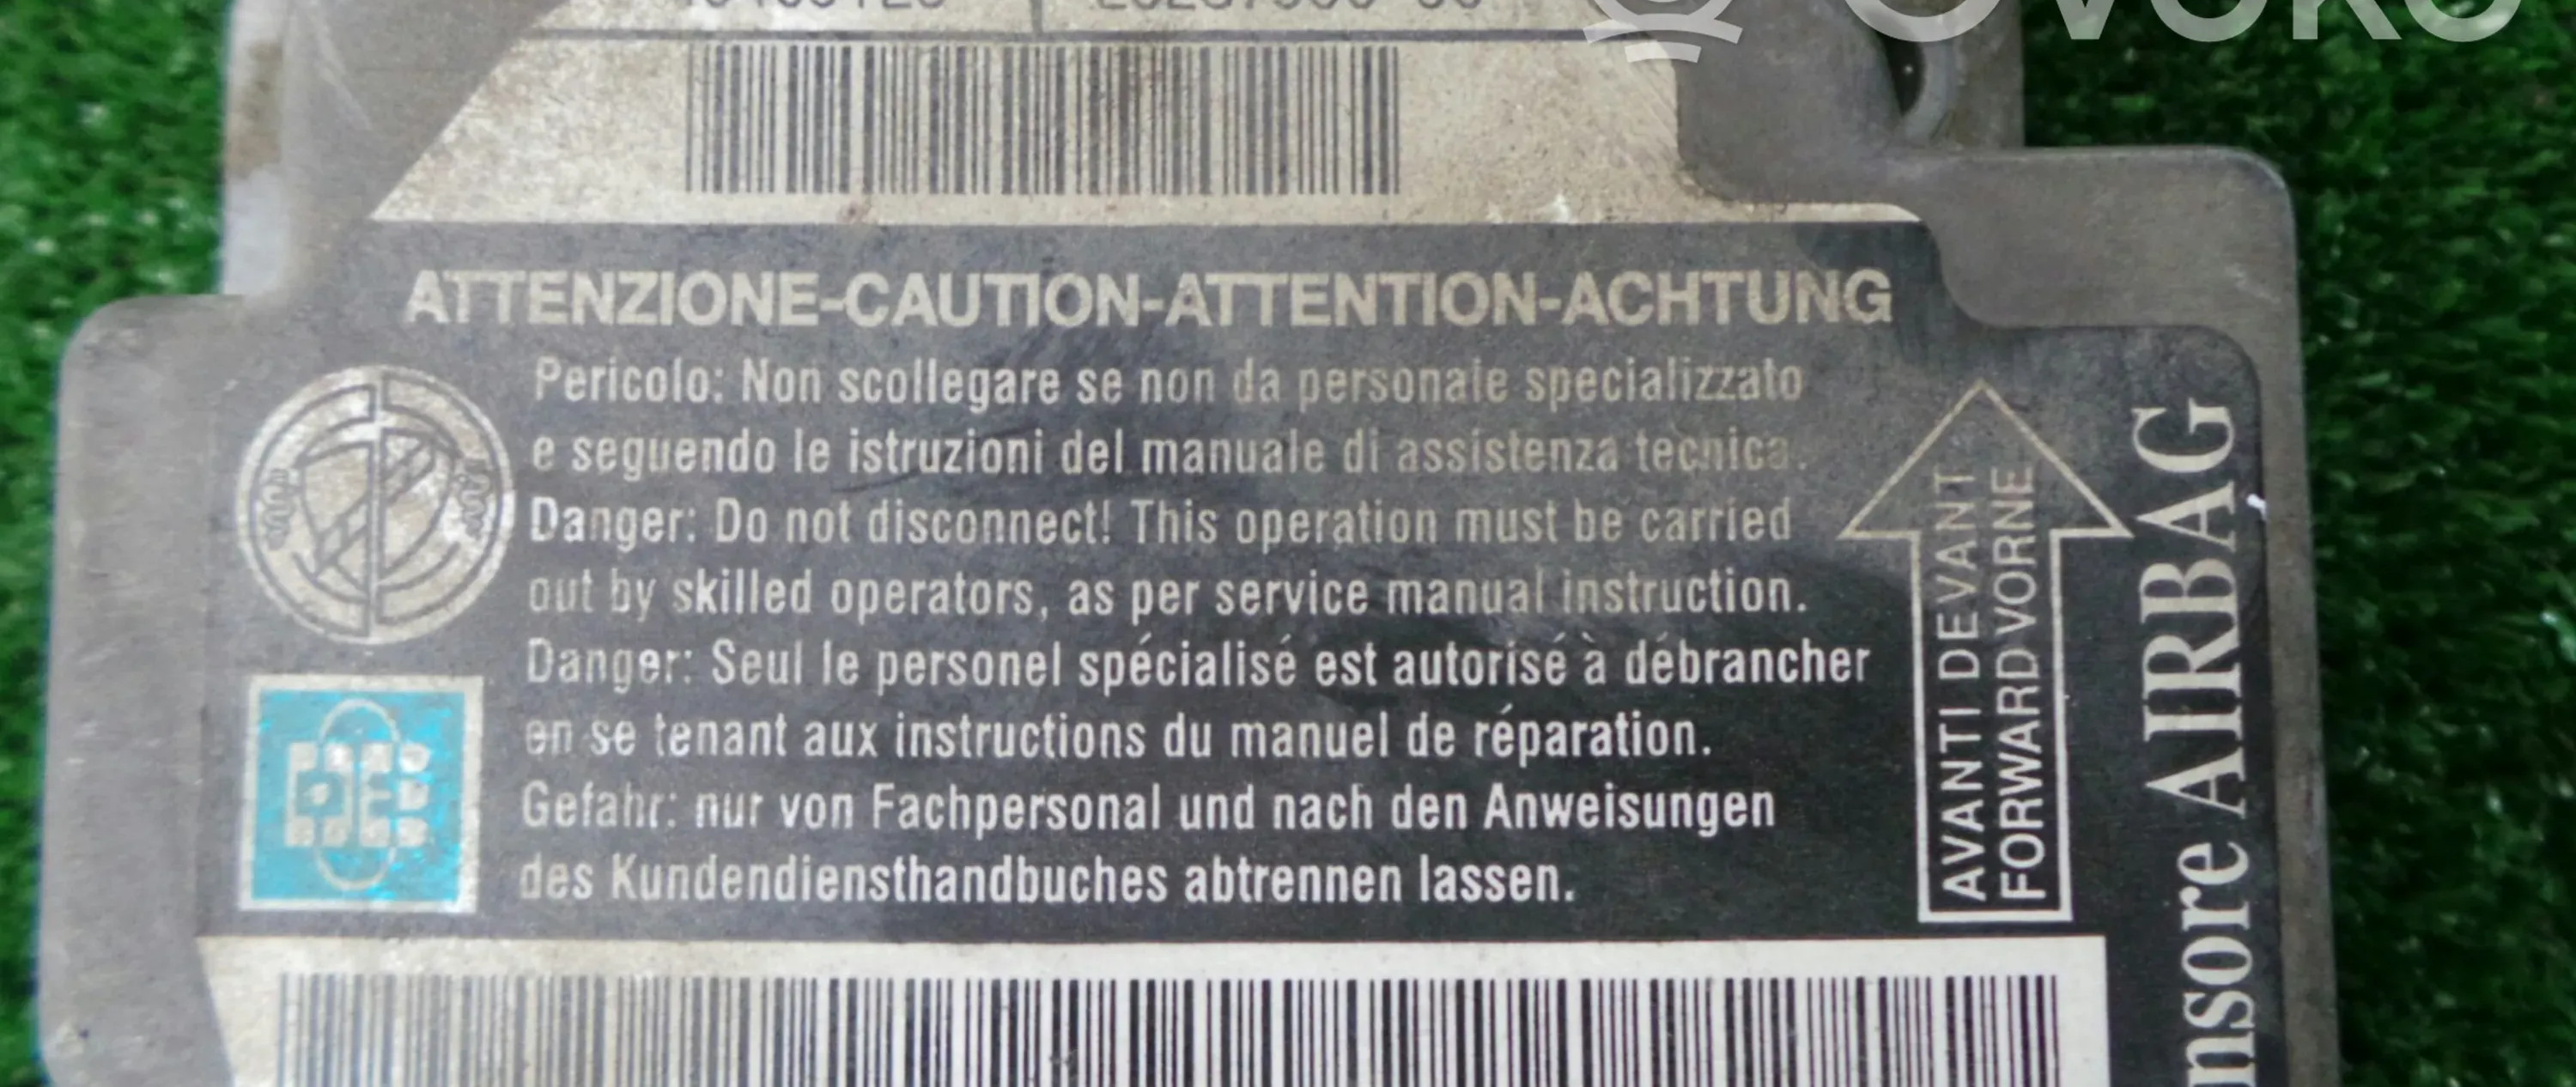 OVOKO
ATTENZIONE-CAUTION-ATTENTION-ACHTUNG
Pericolo: Non scollegare se non da personale specializzato
e seguendo le istruzioni del manuale di assistenza tecnica.
Danger: Do not disconnect! This operation must be carried
out by skilled operators, as per service manual instruction.
Danger: Seul le personel spécialisé est autorisé à débrancher
en se tenant aux instructions du manuel de réparation.
Gefahr: nur von Fachpersonal und nach den Anweisungen
des Kundendiensthandbuches abtrennen lassen.
AVANTI DEVANT
FORWARD VORNE
nsore AIRBAG